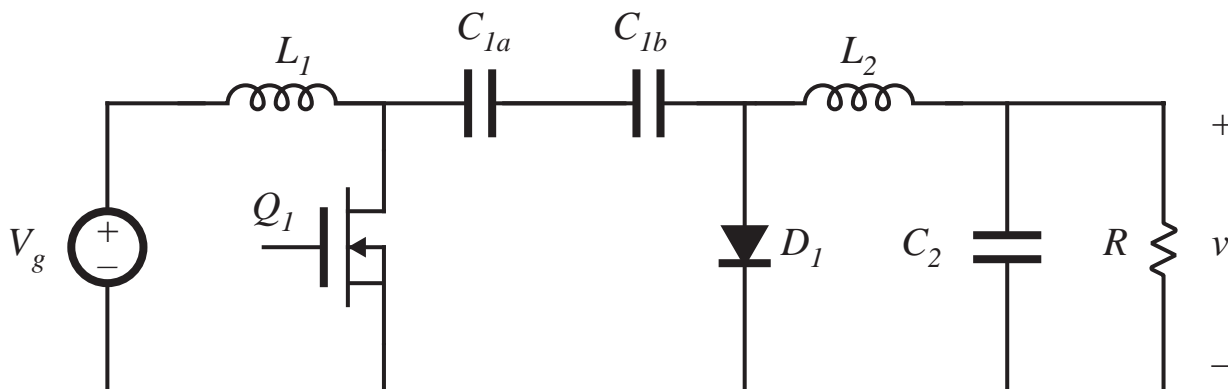 L1
C1a
C1b
L2
Vg
+
−
Q1
D1
C2
R
+
v
−